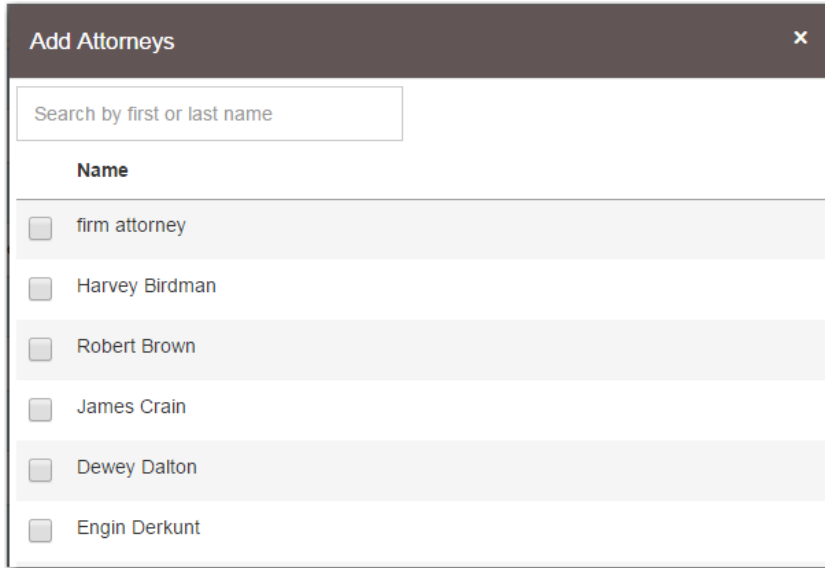 Add Attorneys ×
Search by first or last name
Name
firm attorney
Harvey Birdman
Robert Brown
James Crain
Dewey Dalton
Engin Derkunt